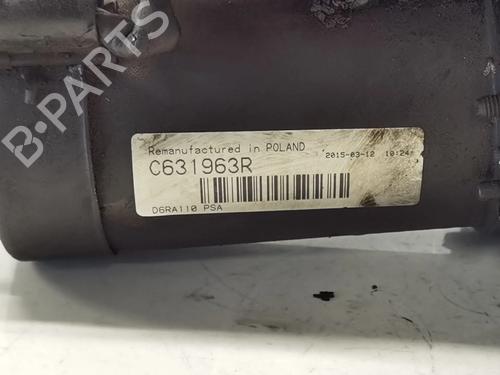 B-PARTS
Remanufactured in POLAND
2015-03-12 10:24
C631963R
D6RA110 PSA